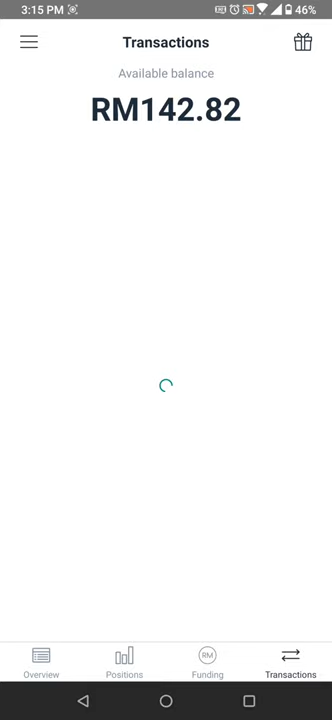 3:15 PM
46%
Transactions
Available balance
RM142.82
RM
Overview
Positions
Funding
Transactions